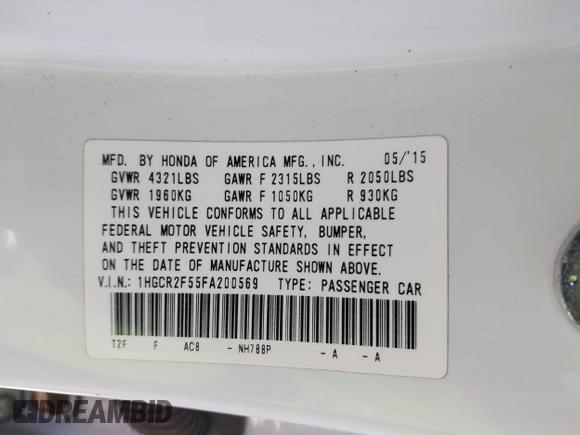 MFD. BY HONDA OF AMERICA MFG., INC. 05/'15
GVWR 4321LBS GAWR F 2315LBS R 2050LBS
GVWR 1960KG GAWR F 1050KG R 930KG
THIS VEHICLE CONFORMS TO ALL APPLICABLE
FEDERAL MOTOR VEHICLE SAFETY, BUMPER,
AND THEFT PREVENTION STANDARDS IN EFFECT
ON THE DATE OF MANUFACTURE SHOWN ABOVE.
V.I.N.: 1HGCR2F55FA200569 TYPE: PASSENGER CAR
T2F F AC8 - NH788P - A - A
DREAMBID